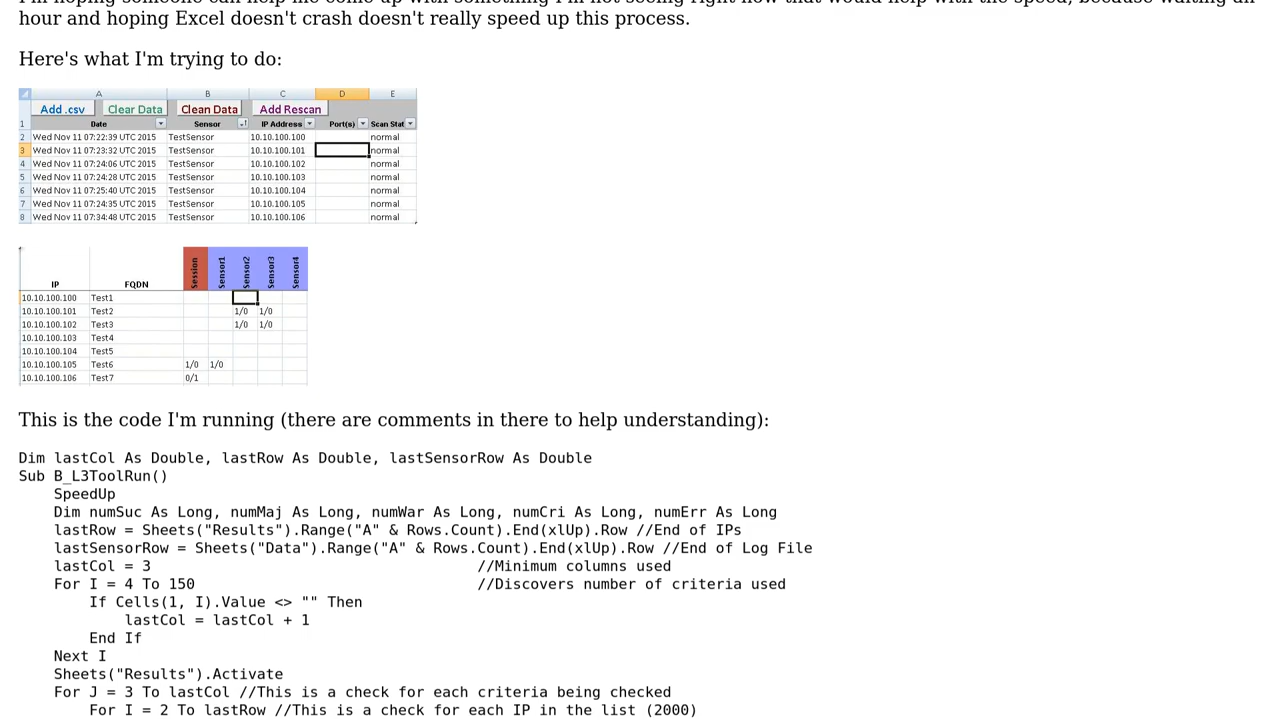 hour and hoping Excel doesn't crash doesn't really speed up this process.
Here's what I'm trying to do:
A B C D E
Add .csv Clear Data Clean Data Add Rescan
1 Date Sensor IP Address Port(s) Scan Stat
2 Wed Nov 11 07:22:39 UTC 2015 TestSensor 10.10.100.100 normal
3 Wed Nov 11 07:23:32 UTC 2015 TestSensor 10.10.100.101 normal
4 Wed Nov 11 07:24:06 UTC 2015 TestSensor 10.10.100.102 normal
5 Wed Nov 11 07:24:28 UTC 2015 TestSensor 10.10.100.103 normal
6 Wed Nov 11 07:25:40 UTC 2015 TestSensor 10.10.100.104 normal
7 Wed Nov 11 07:24:35 UTC 2015 TestSensor 10.10.100.105 normal
8 Wed Nov 11 07:34:48 UTC 2015 TestSensor 10.10.100.106 normal
IP FQDN Session Sensor1 Sensor2 Sensor3 Sensor4
10.10.100.100 Test1
10.10.100.101 Test2 1/0 1/0
10.10.100.102 Test3 1/0 1/0
10.10.100.103 Test4
10.10.100.104 Test5
10.10.100.105 Test6 1/0 1/0
10.10.100.106 Test7 0/1
This is the code I'm running (there are comments in there to help understanding):
Dim lastCol As Double, lastRow As Double, lastSensorRow As Double
Sub B_L3ToolRun()
SpeedUp
Dim numSuc As Long, numMaj As Long, numWar As Long, numCri As Long, numErr As Long
lastRow = Sheets("Results").Range("A" & Rows.Count).End(xlUp).Row //End of IPs
lastSensorRow = Sheets("Data").Range("A" & Rows.Count).End(xlUp).Row //End of Log File
lastCol = 3 //Minimum columns used
For I = 4 To 150 //Discovers number of criteria used
If Cells(1, I).Value <> "" Then
lastCol = lastCol + 1
End If
Next I
Sheets("Results").Activate
For J = 3 To lastCol //This is a check for each criteria being checked
For I = 2 To lastRow //This is a check for each IP in the list (2000)